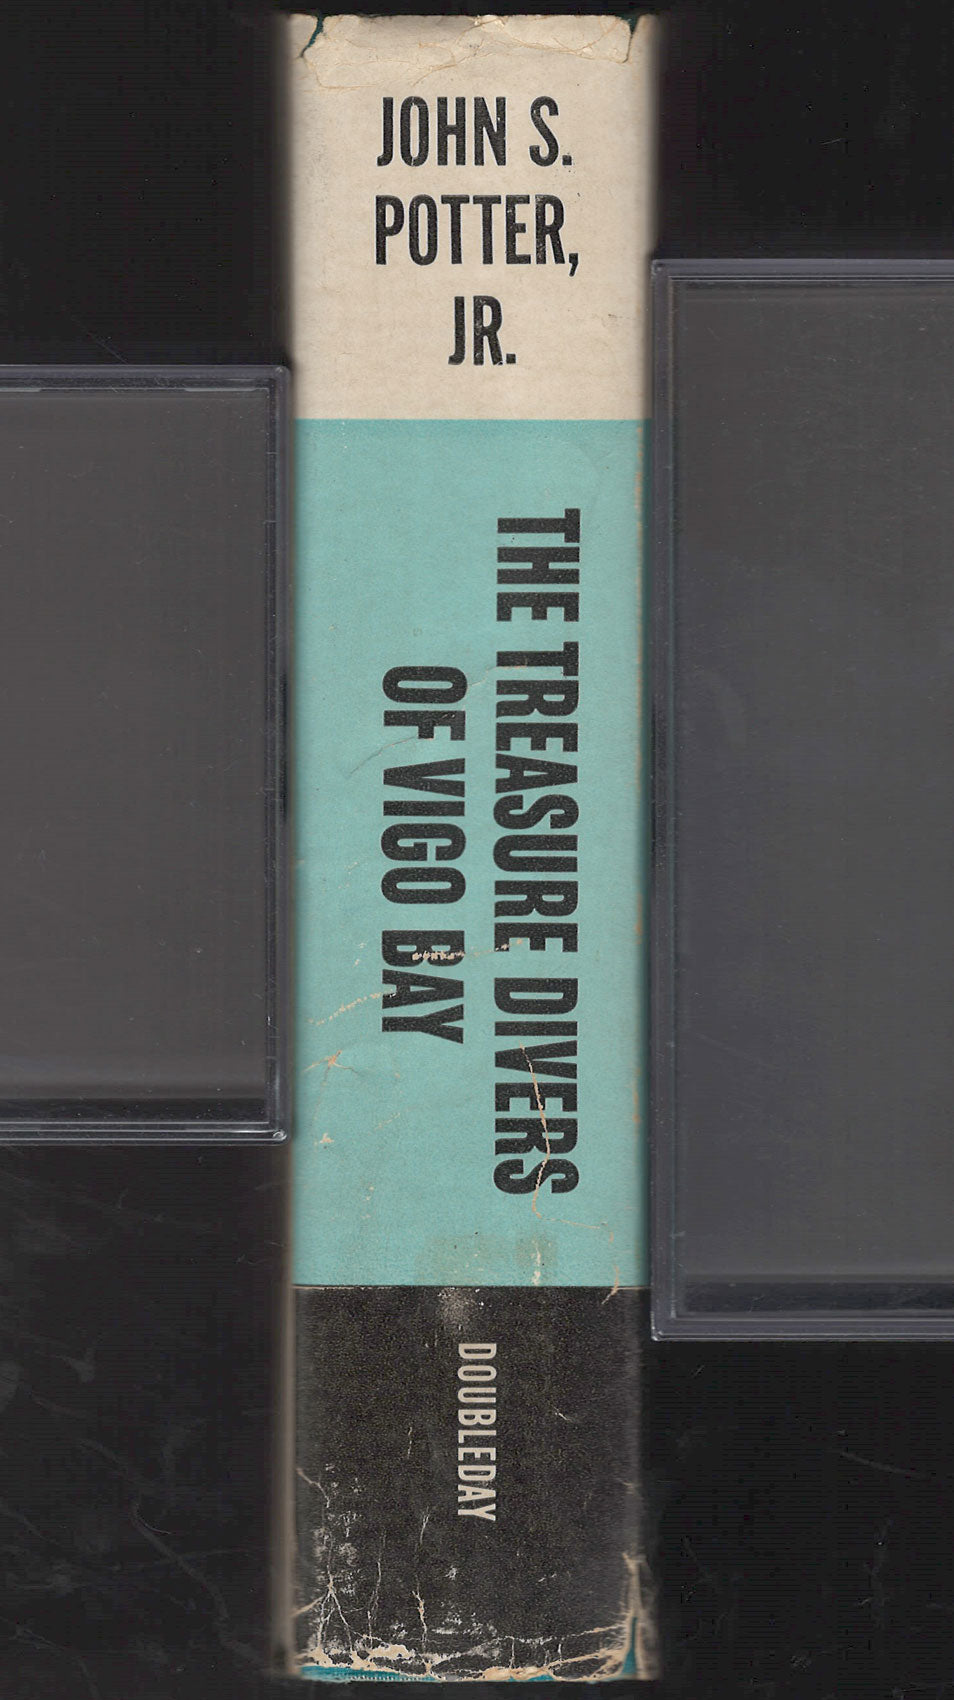 JOHN S.
POTTER,
JR.
THE TREASURE DIVERS
OF VIGO BAY
DOUBLEDAY